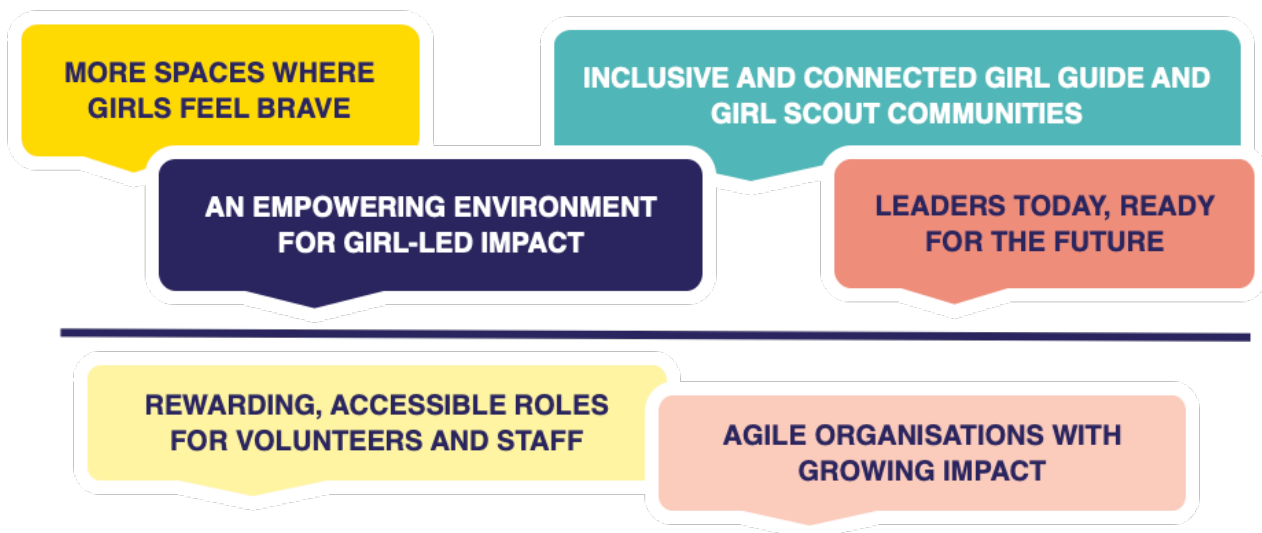 MORE SPACES WHERE
GIRLS FEEL BRAVE
INCLUSIVE AND CONNECTED GIRL GUIDE AND
GIRL SCOUT COMMUNITIES
AN EMPOWERING ENVIRONMENT
FOR GIRL-LED IMPACT
LEADERS TODAY, READY
FOR THE FUTURE
REWARDING, ACCESSIBLE ROLES
FOR VOLUNTEERS AND STAFF
AGILE ORGANISATIONS WITH
GROWING IMPACT